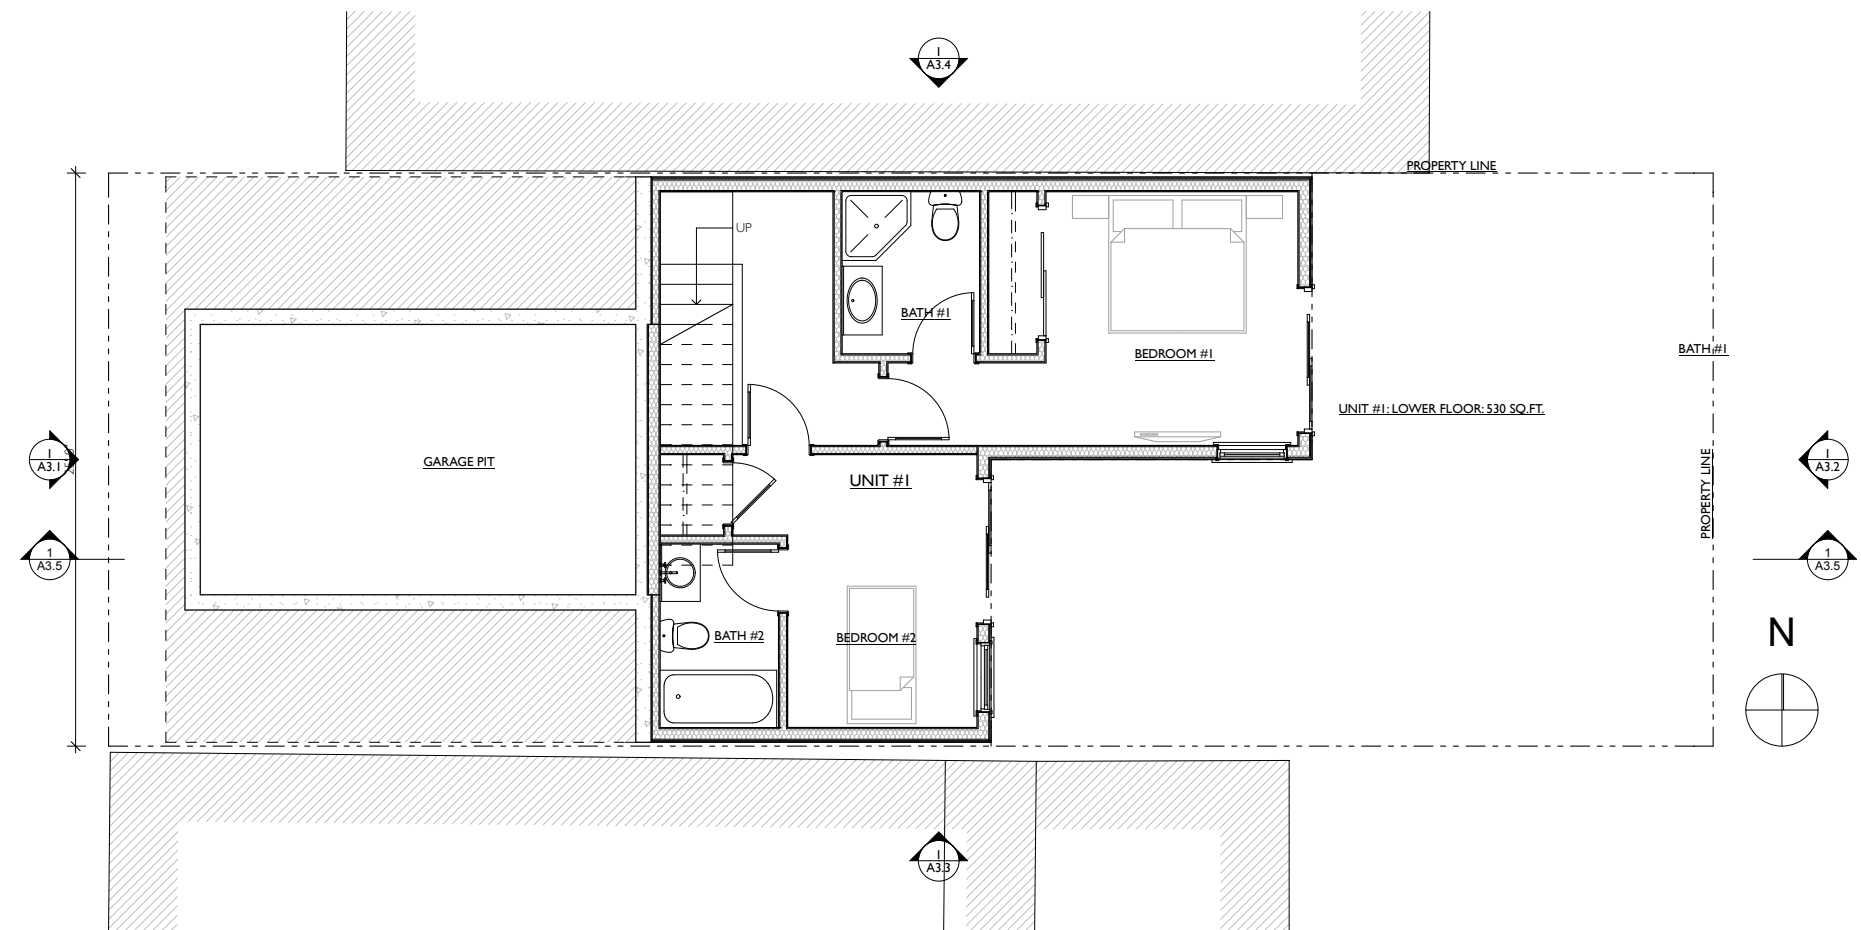 1
A3.4
PROPERTY LINE
UP
BATH #1
BEDROOM #1
BATH #1
UNIT #1: LOWER FLOOR: 530 SQ.FT.
1
A3.1
GARAGE PIT
UNIT #1
PROPERTY LINE
1
A3.2
1
A3.5
1
A3.5
BATH #2
BEDROOM #2
N
1
A3.3